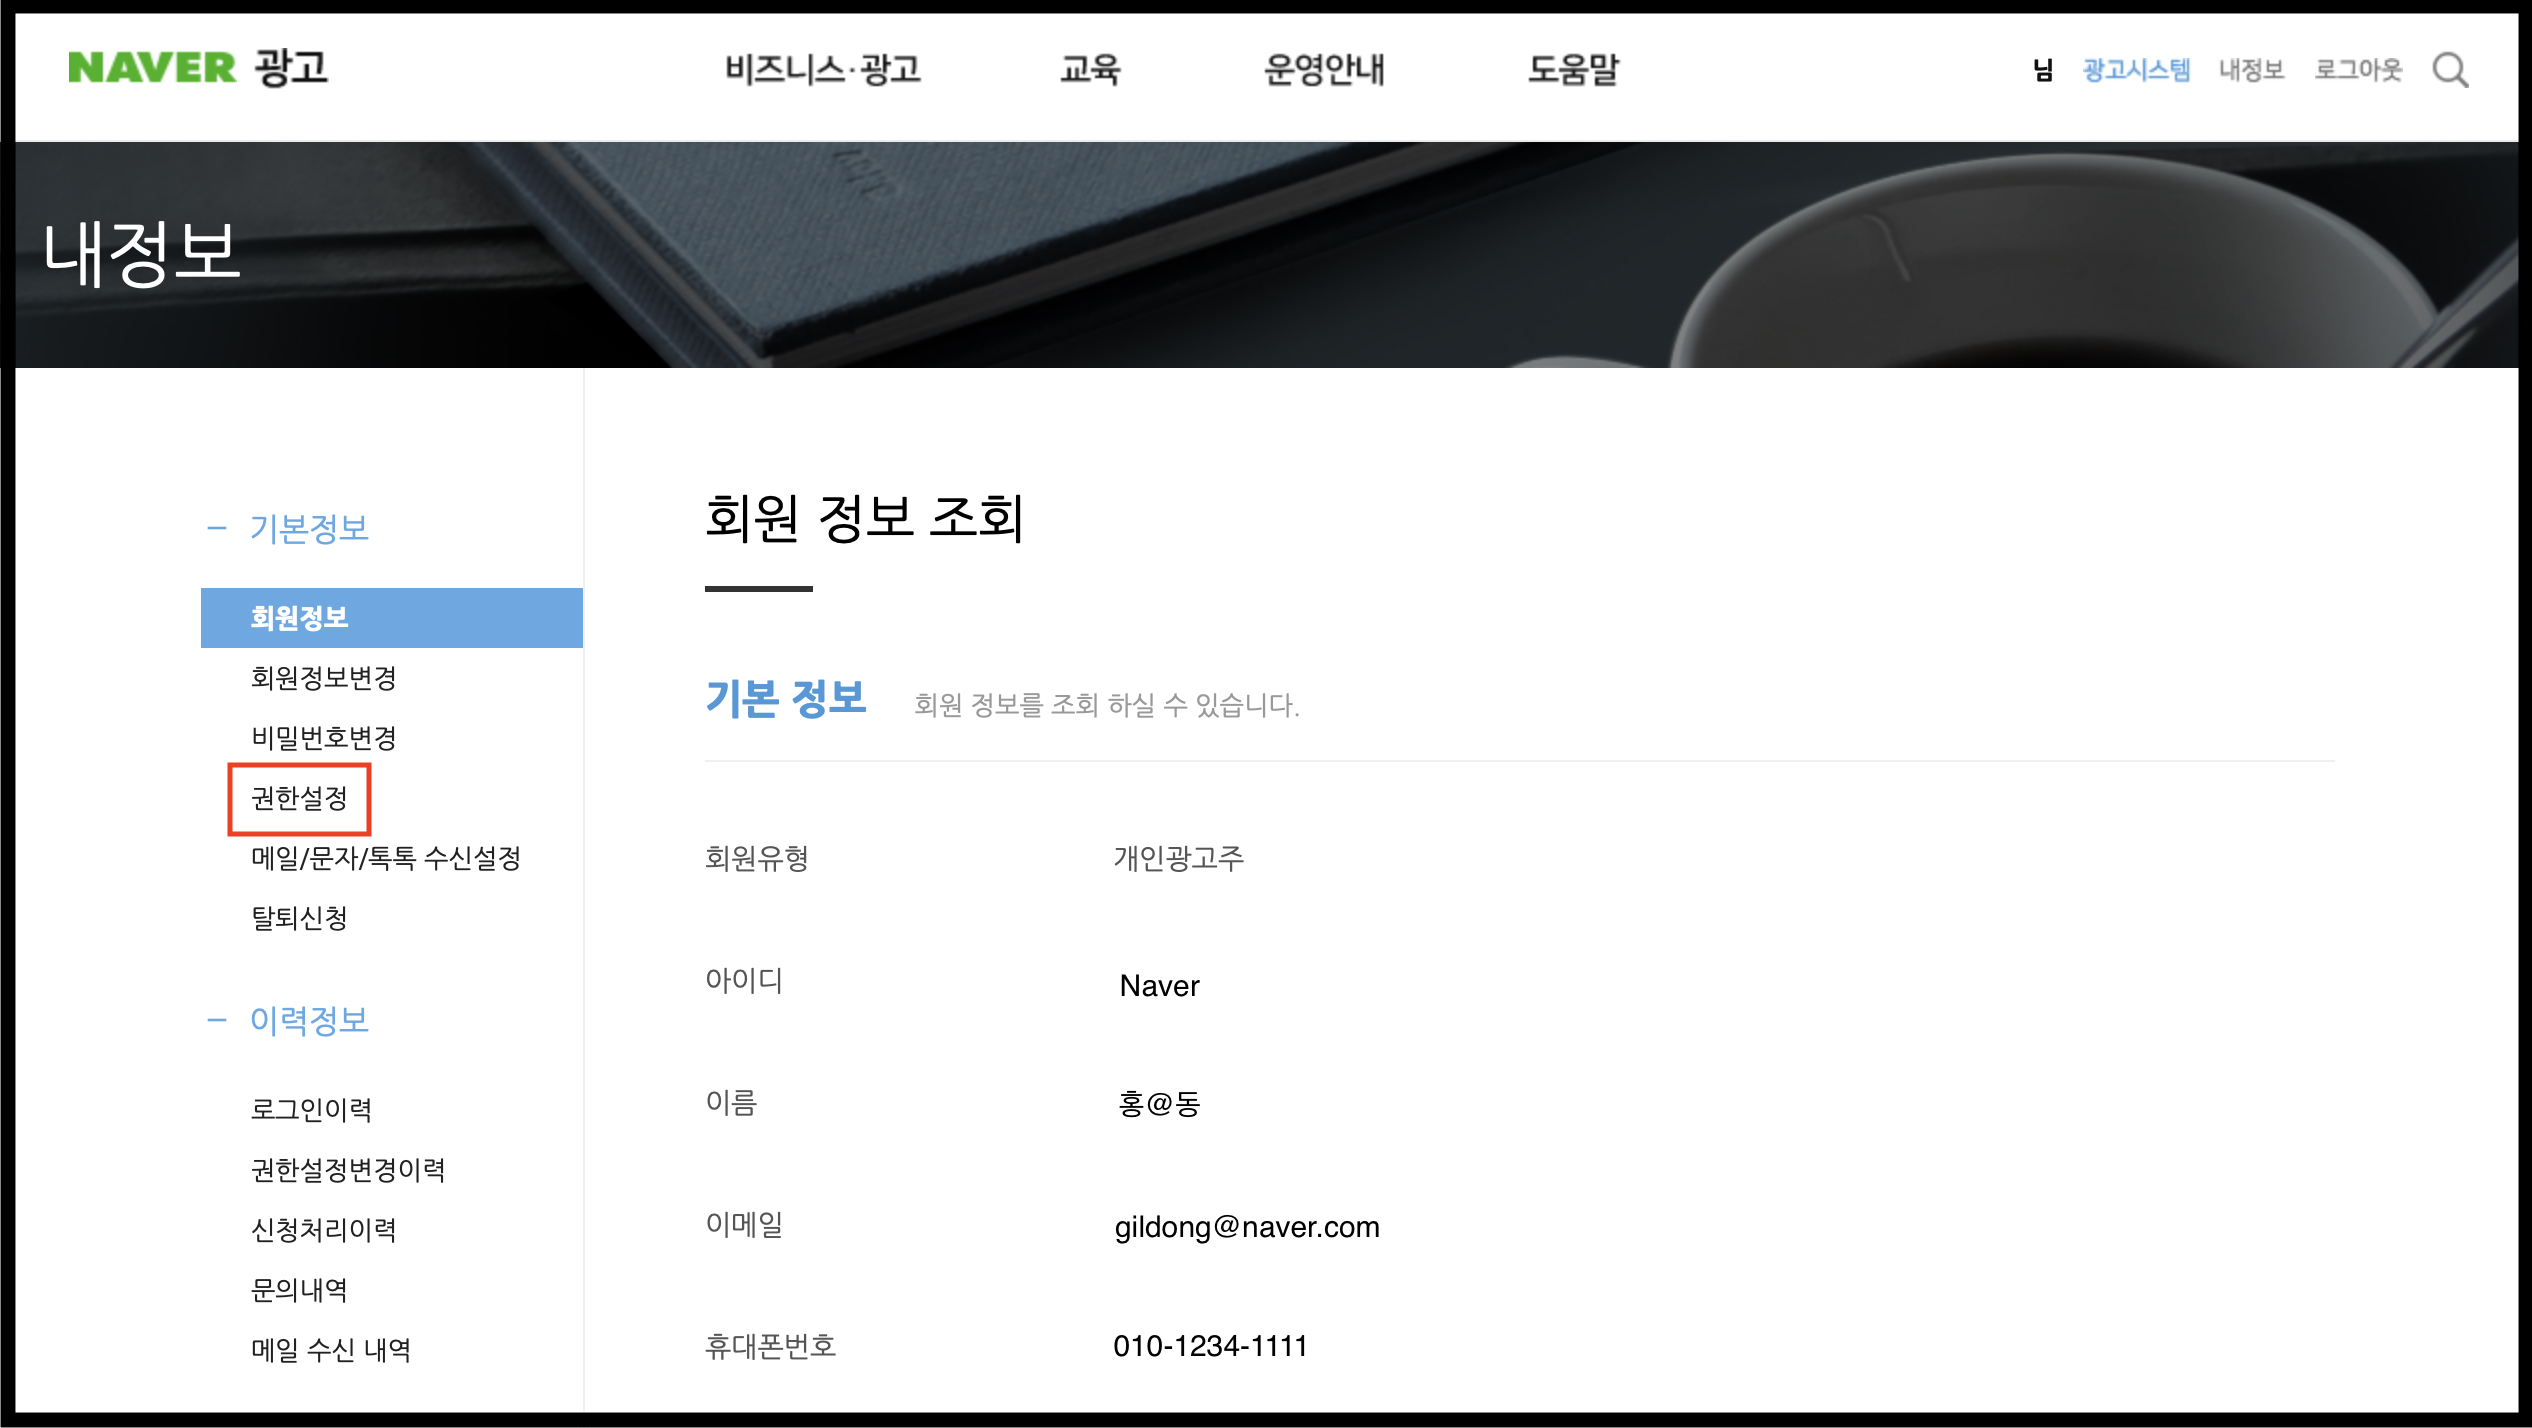 NAVER 광고
비즈니스·광고 교육 운영안내 도움말
님 광고시스템 내정보 로그아웃
내정보
기본정보
회원정보
회원정보변경
비밀번호변경
권한설정
메일/문자/톡톡 수신설정
탈퇴신청
이력정보
로그인이력
권한설정변경이력
신청처리이력
문의내역
메일 수신 내역
회원 정보 조회
기본 정보 회원 정보를 조회 하실 수 있습니다.
회원유형 개인광고주
아이디 Naver
이름 홍@동
이메일 gildong@naver.com
휴대폰번호 010-1234-1111